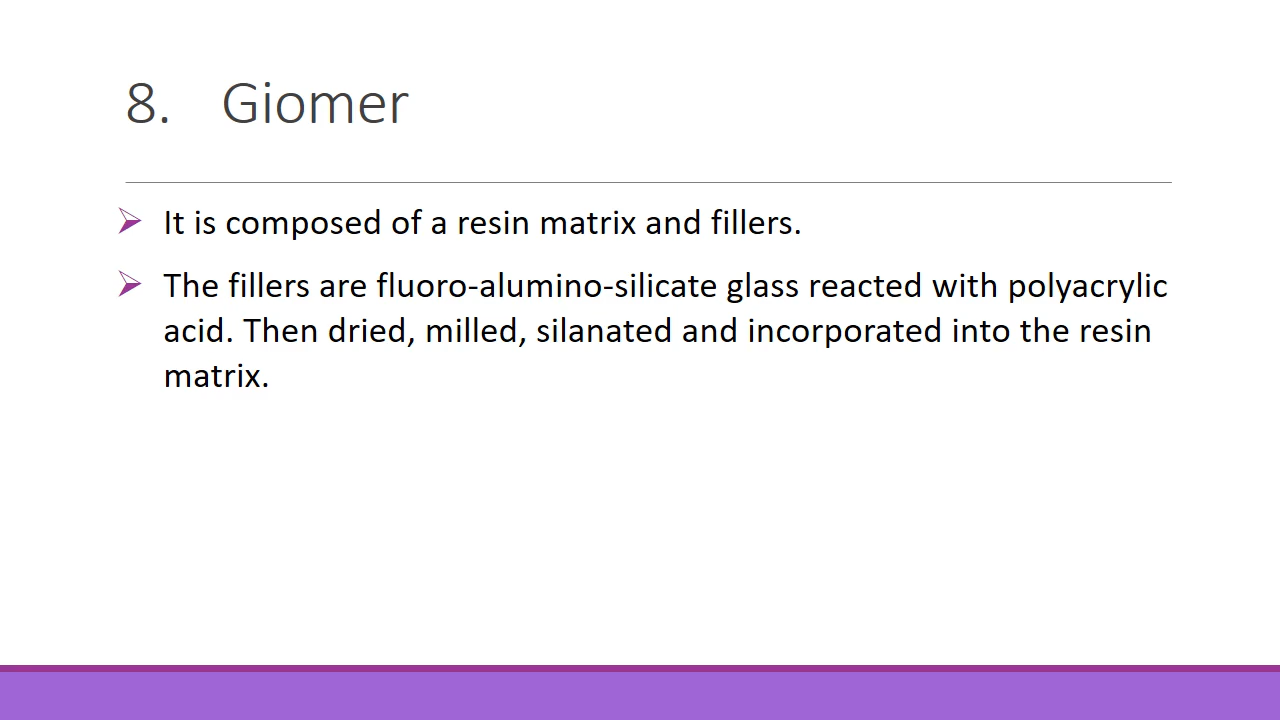 8. Giomer
It is composed of a resin matrix and fillers.
The fillers are fluoro-alumino-silicate glass reacted with polyacrylic
acid. Then dried, milled, silanated and incorporated into the resin
matrix.